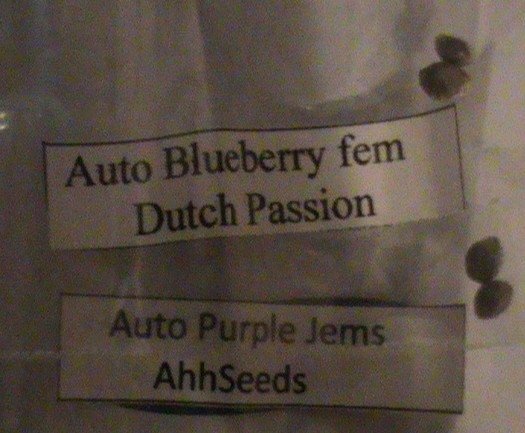 Auto Blueberry fem
Dutch Passion
Auto Purple Jems
AhhSeeds